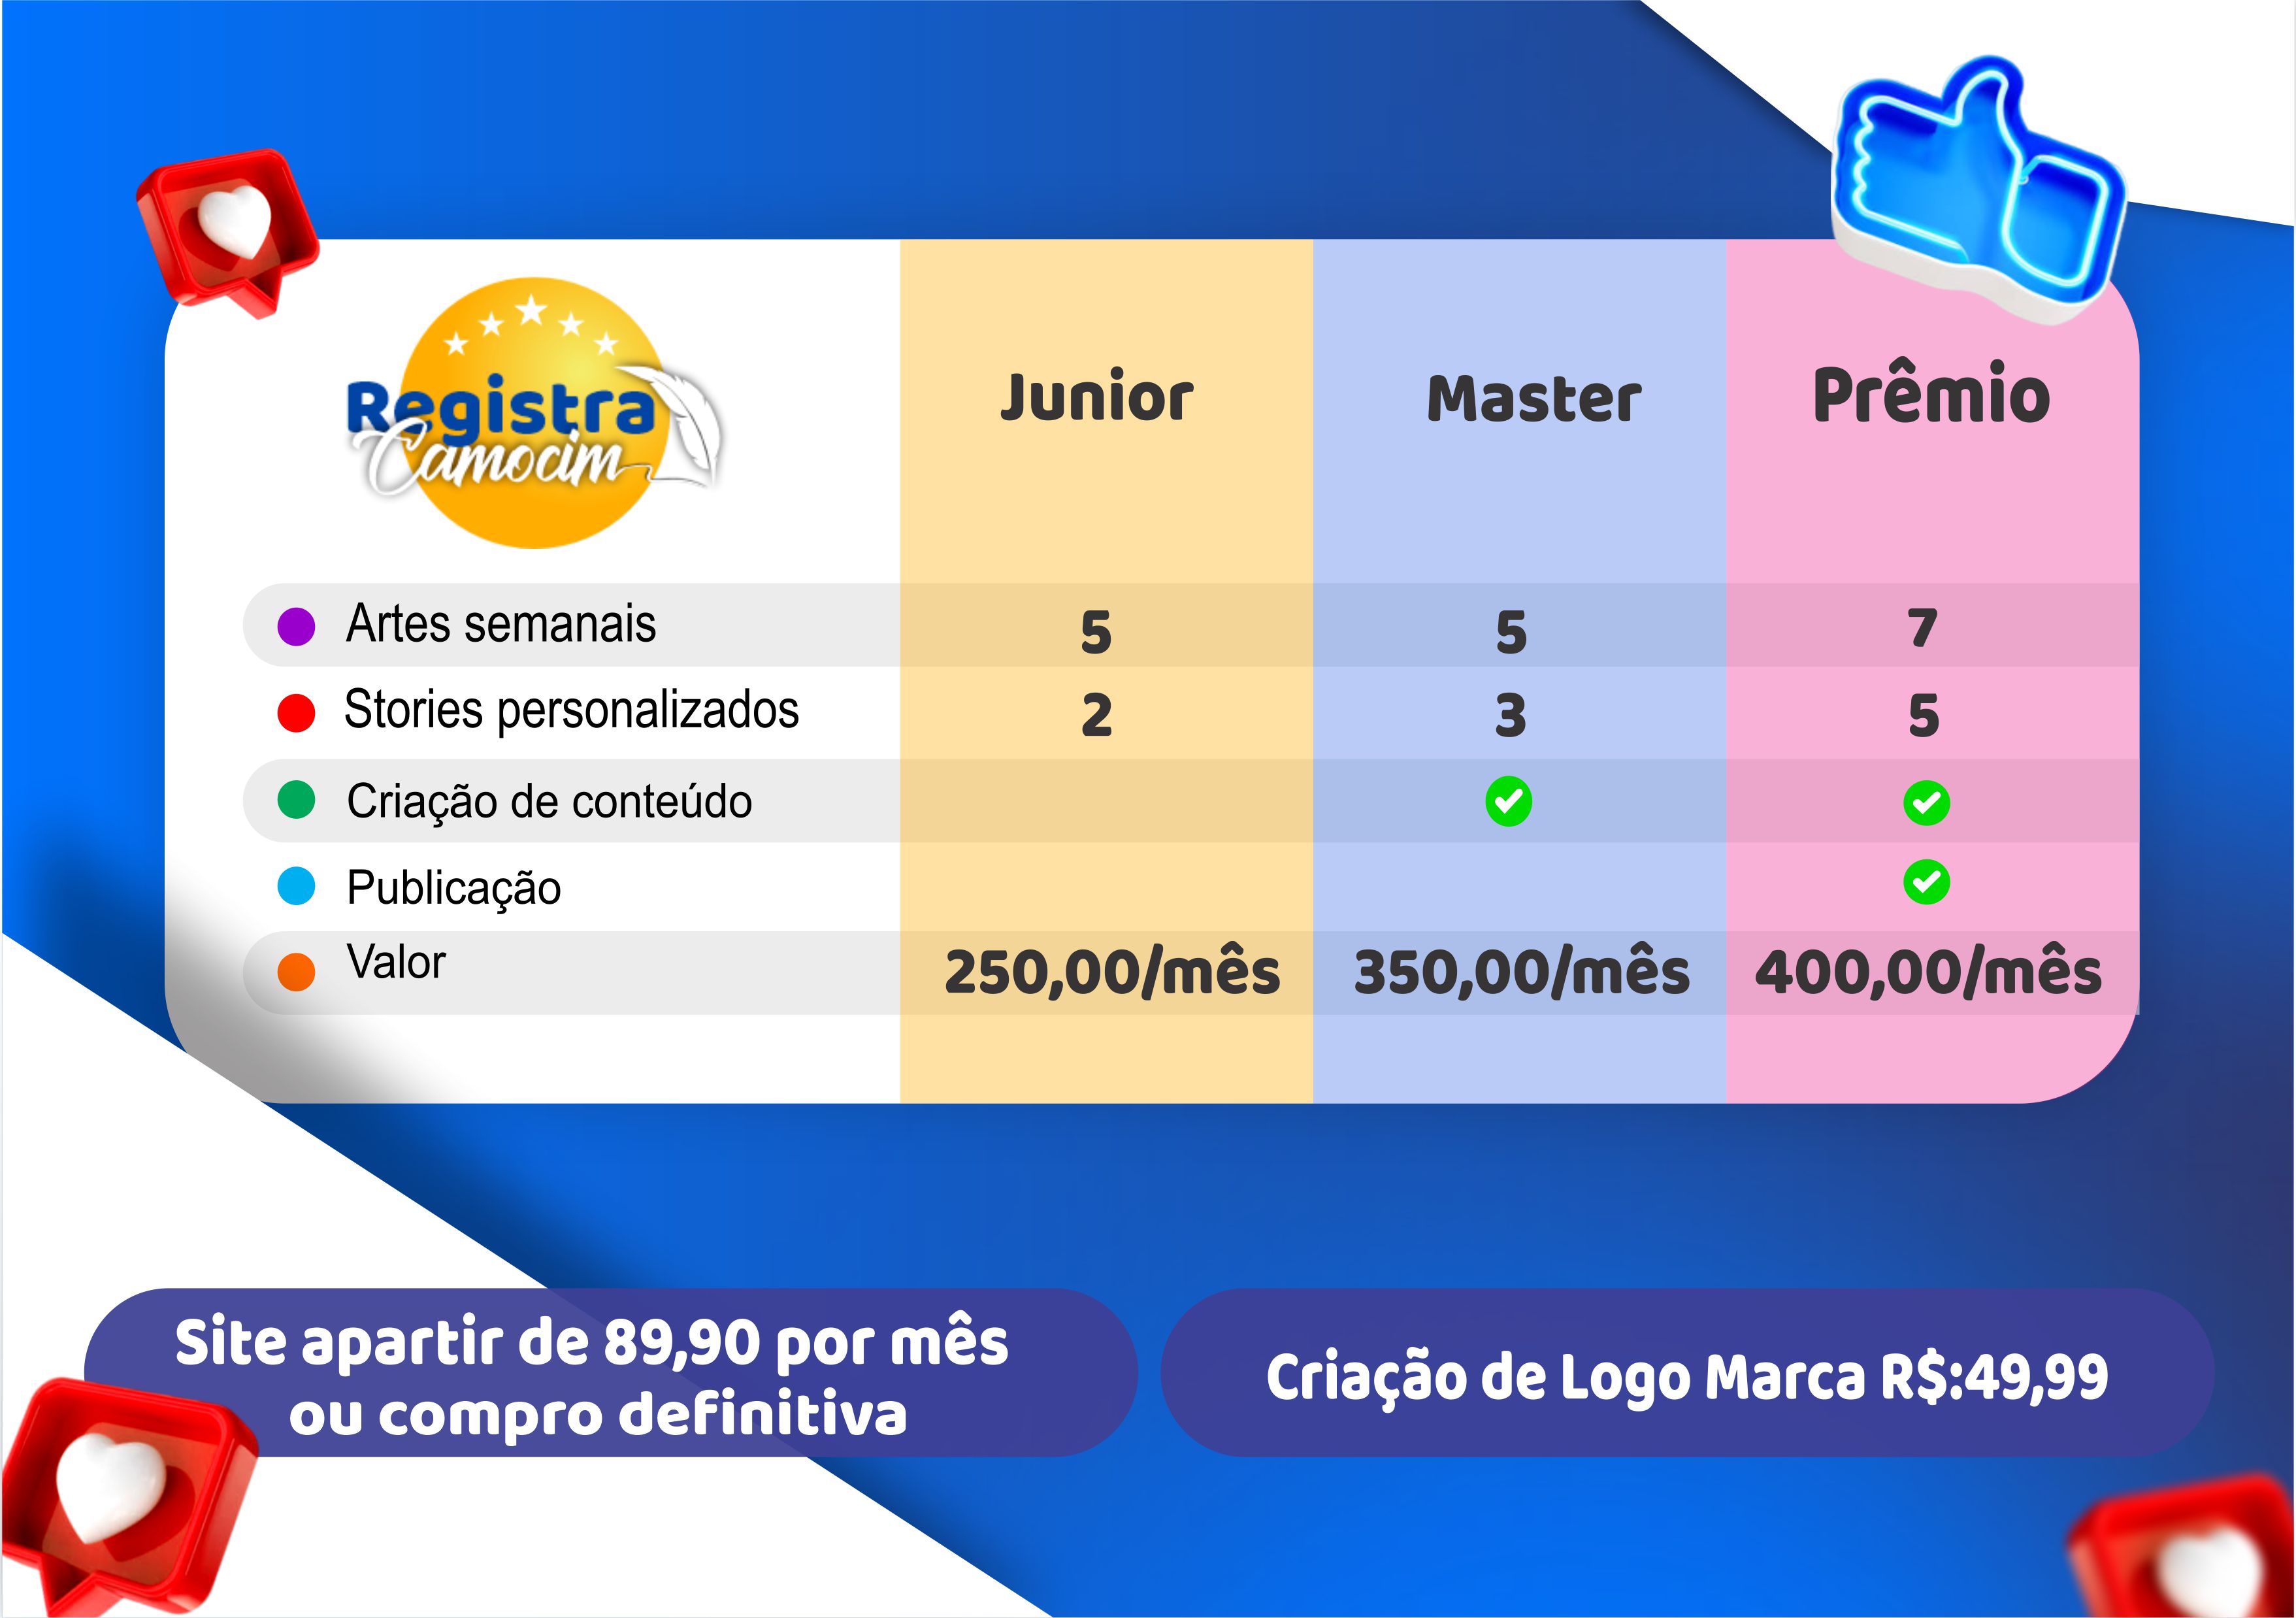 Registra
Camocim
Junior Master Prêmio
Artes semanais 5 5 7
Stories personalizados 2 3 5
Criação de conteúdo
Publicação
Valor 250,00/mês 350,00/mês 400,00/mês
Site apartir de 89,90 por mês
ou compro definitiva
Criação de Logo Marca R$:49,99